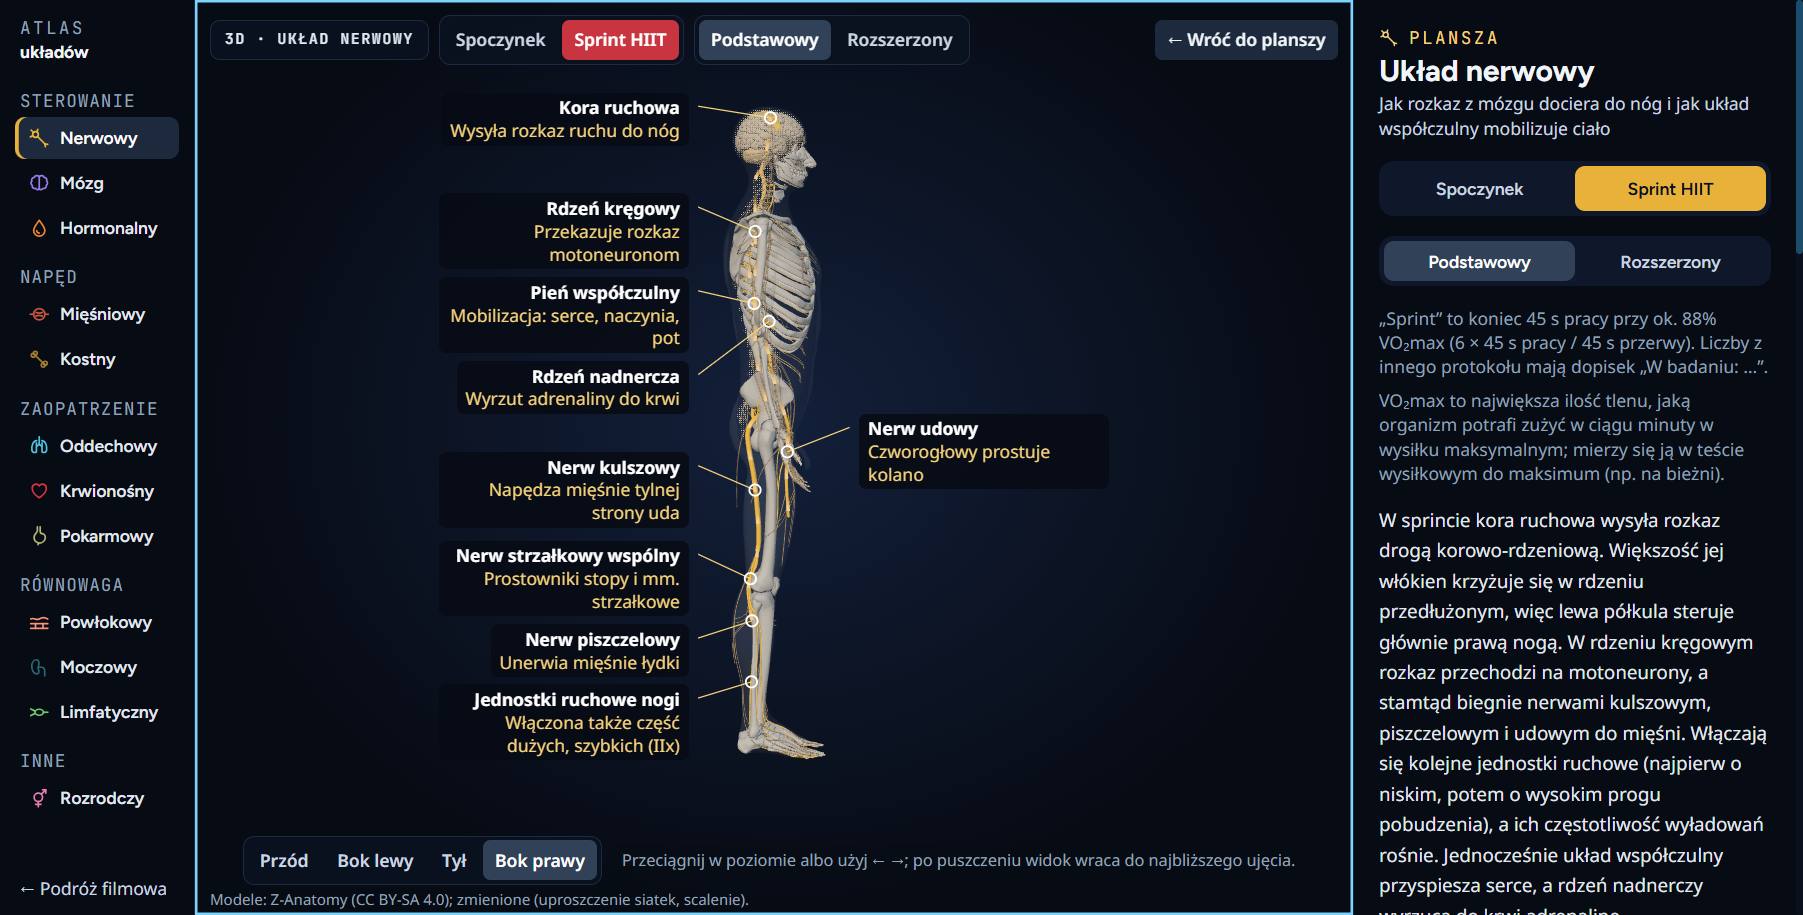 ATLAS
układów
STEROWANIE
Nerwowy
Mózg
Hormonalny
NAPĘD
Mięśniowy
Kostny
ZAOPATRZENIE
Oddechowy
Krwionośny
Pokarmowy
RÓWNOWAGA
Powłokowy
Moczowy
Limfatyczny
INNE
Rozrodczy
← Podróż filmowa
3D · UKŁAD NERWOWY
Spoczynek
Sprint HIIT
Podstawowy
Rozszerzony
← Wróć do planszy
Kora ruchowa
Wysyła rozkaz ruchu do nóg
Rdzeń kręgowy
Przekazuje rozkaz
motoneuronom
Pień współczulny
Mobilizacja: serce, naczynia,
pot
Rdzeń nadnercza
Wyrzut adrenaliny do krwi
Nerw udowy
Czworogłowy prostuje
kolano
Nerw kulszowy
Napędza mięśnie tylnej
strony uda
Nerw strzałkowy wspólny
Prostowniki stopy i mm.
strzałkowe
Nerw piszczelowy
Unerwia mięśnie łydki
Jednostki ruchowe nogi
Włączona także część
dużych, szybkich (IIx)
Przód
Bok lewy
Tył
Bok prawy
Przeciągnij w poziomie albo użyj ← →; po puszczeniu widok wraca do najbliższego ujęcia.
Modele: Z-Anatomy (CC BY-SA 4.0); zmienione (uproszczenie siatek, scalenie).
PLANSZA
Układ nerwowy
Jak rozkaz z mózgu dociera do nóg i jak układ
współczulny mobilizuje ciało
Spoczynek
Sprint HIIT
Podstawowy
Rozszerzony
„Sprint” to koniec 45 s pracy przy ok. 88%
VO₂max (6 × 45 s pracy / 45 s przerwy). Liczby z
innego protokołu mają dopisek „W badaniu: ...”.
VO₂max to największa ilość tlenu, jaką
organizm potrafi zużyć w ciągu minuty w
wysiłku maksymalnym; mierzy się ją w teście
wysiłkowym do maksimum (np. na bieżni).
W sprincie kora ruchowa wysyła rozkaz
drogą korowo-rdzeniową. Większość jej
włókien krzyżuje się w rdzeniu
przedłużonym, więc lewa półkula steruje
głównie prawą nogą. W rdzeniu kręgowym
rozkaz przechodzi na motoneurony, a
stamtąd biegnie nerwami kulszowym,
piszczelowym i udowym do mięśni. Włączają
się kolejne jednostki ruchowe (najpierw o
niskim, potem o wysokim progu
pobudzenia), a ich częstotliwość wyładowań
rośnie. Jednocześnie układ współczulny
przyspiesza serce, a rdzeń nadnerczy
wyrzuca do krwi adrenalinę